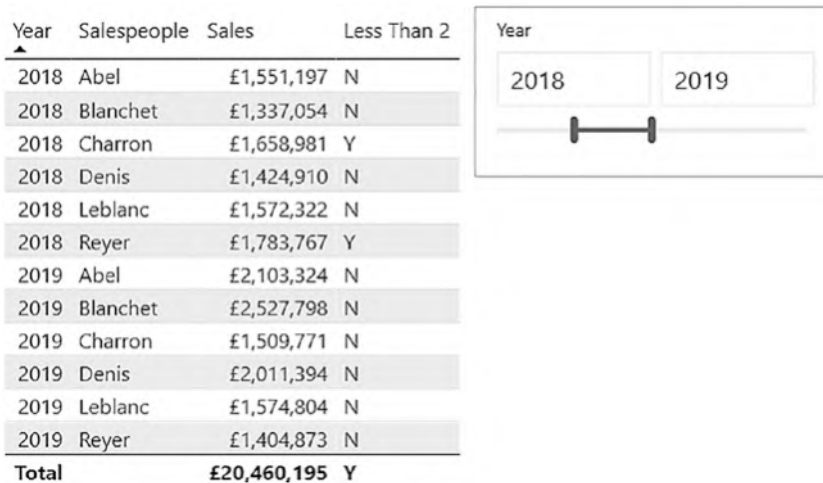 Year Salespeople Sales Less Than 2
2018 Abel £1,551,197 N
2018 Blanchet £1,337,054 N
2018 Charron £1,658,981 Y
2018 Denis £1,424,910 N
2018 Leblanc £1,572,322 N
2018 Reyer £1,783,767 Y
2019 Abel £2,103,324 N
2019 Blanchet £2,527,798 N
2019 Charron £1,509,771 N
2019 Denis £2,011,394 N
2019 Leblanc £1,574,804 N
2019 Reyer £1,404,873 N
Total £20,460,195 Y
Year
2018 2019